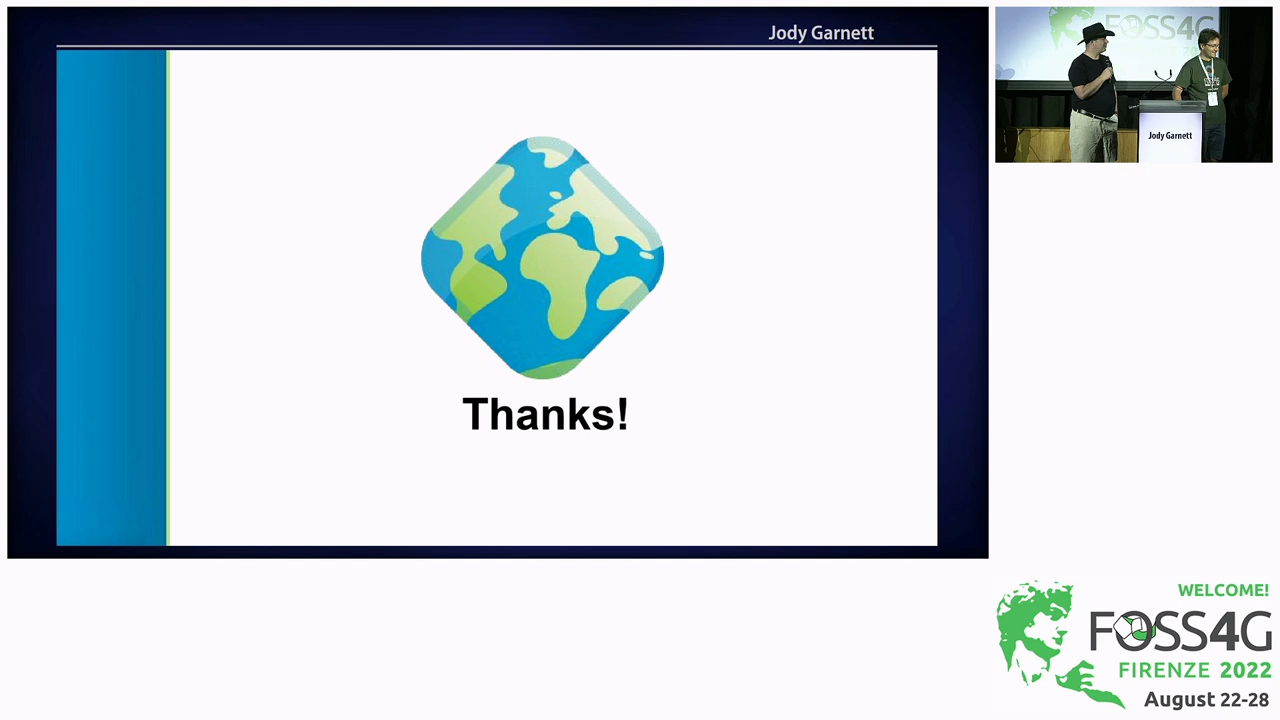 Jody Garnett
Thanks!
FOSS4G
Jody Garnett
WELCOME!
FOSS4G
FIRENZE 2022
August 22-28